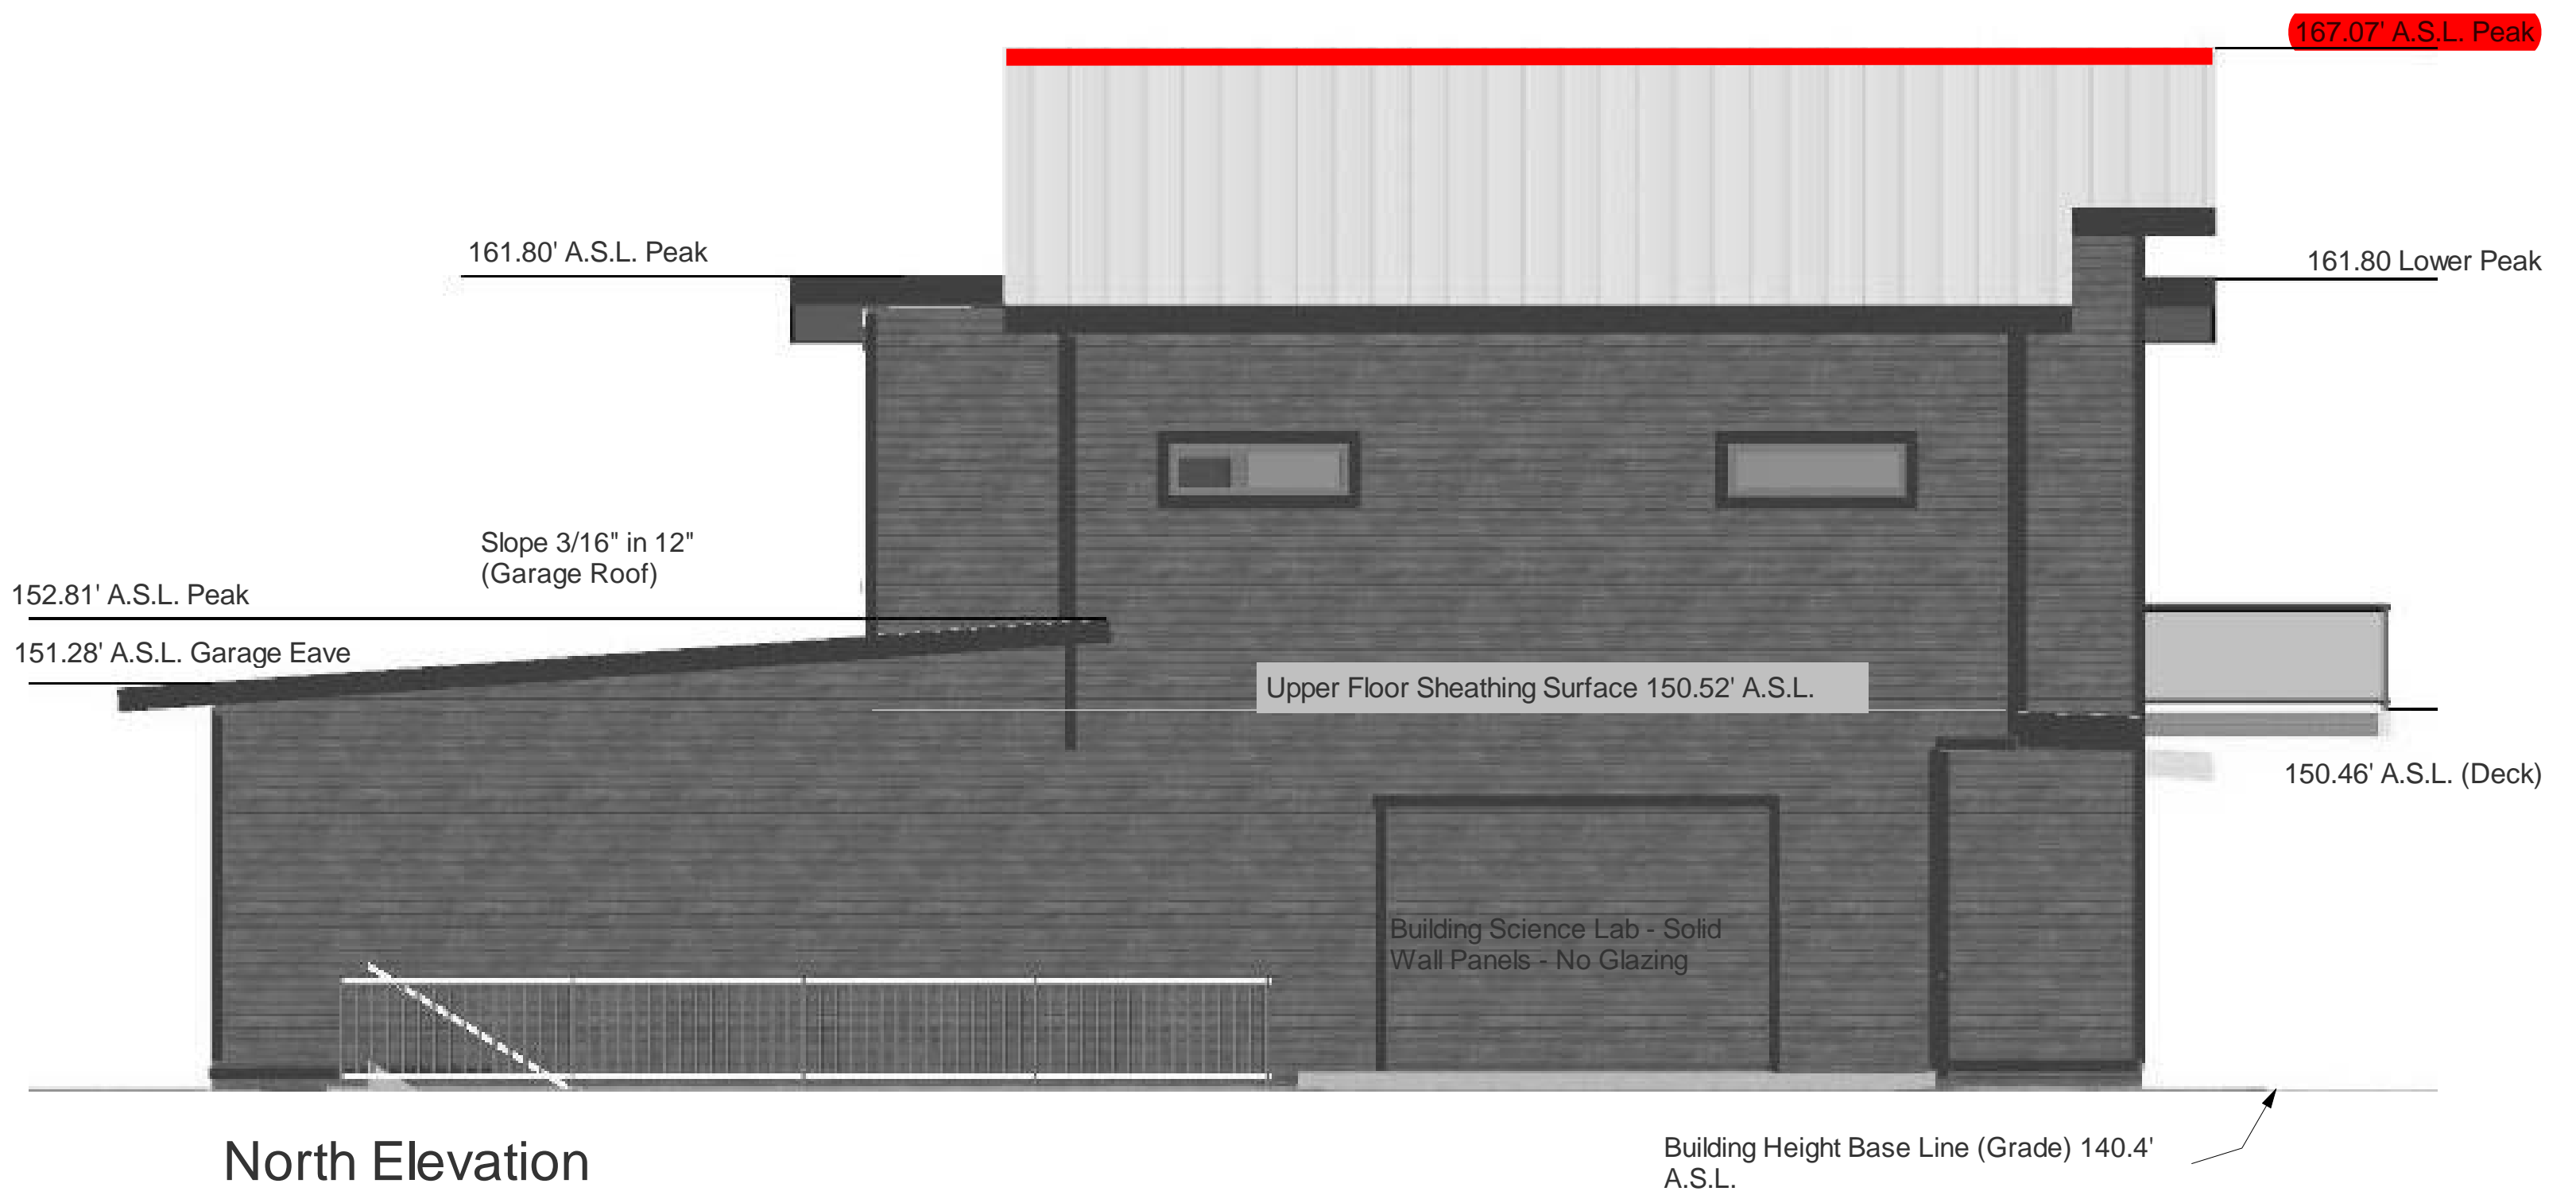 167.07' A.S.L. Peak
161.80' A.S.L. Peak
161.80 Lower Peak
Slope 3/16" in 12"
(Garage Roof)
152.81' A.S.L. Peak
151.28' A.S.L. Garage Eave
Upper Floor Sheathing Surface 150.52' A.S.L.
150.46' A.S.L. (Deck)
Building Science Lab - Solid
Wall Panels - No Glazing
North Elevation
Building Height Base Line (Grade) 140.4'
A.S.L.